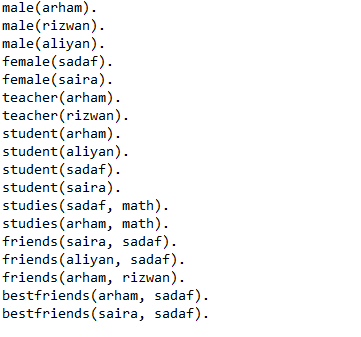 male(arham).
male(rizwan).
male(aliyan).
female(sadaf).
female(saira).
teacher(arham).
teacher(rizwan).
student(arham).
student(aliyan).
student(sadaf).
student(saira).
studies(sadaf, math).
studies(arham, math).
friends(saira, sadaf).
friends(aliyan, sadaf).
friends(arham, rizwan).
bestfriends(arham, sadaf).
bestfriends(saira, sadaf).